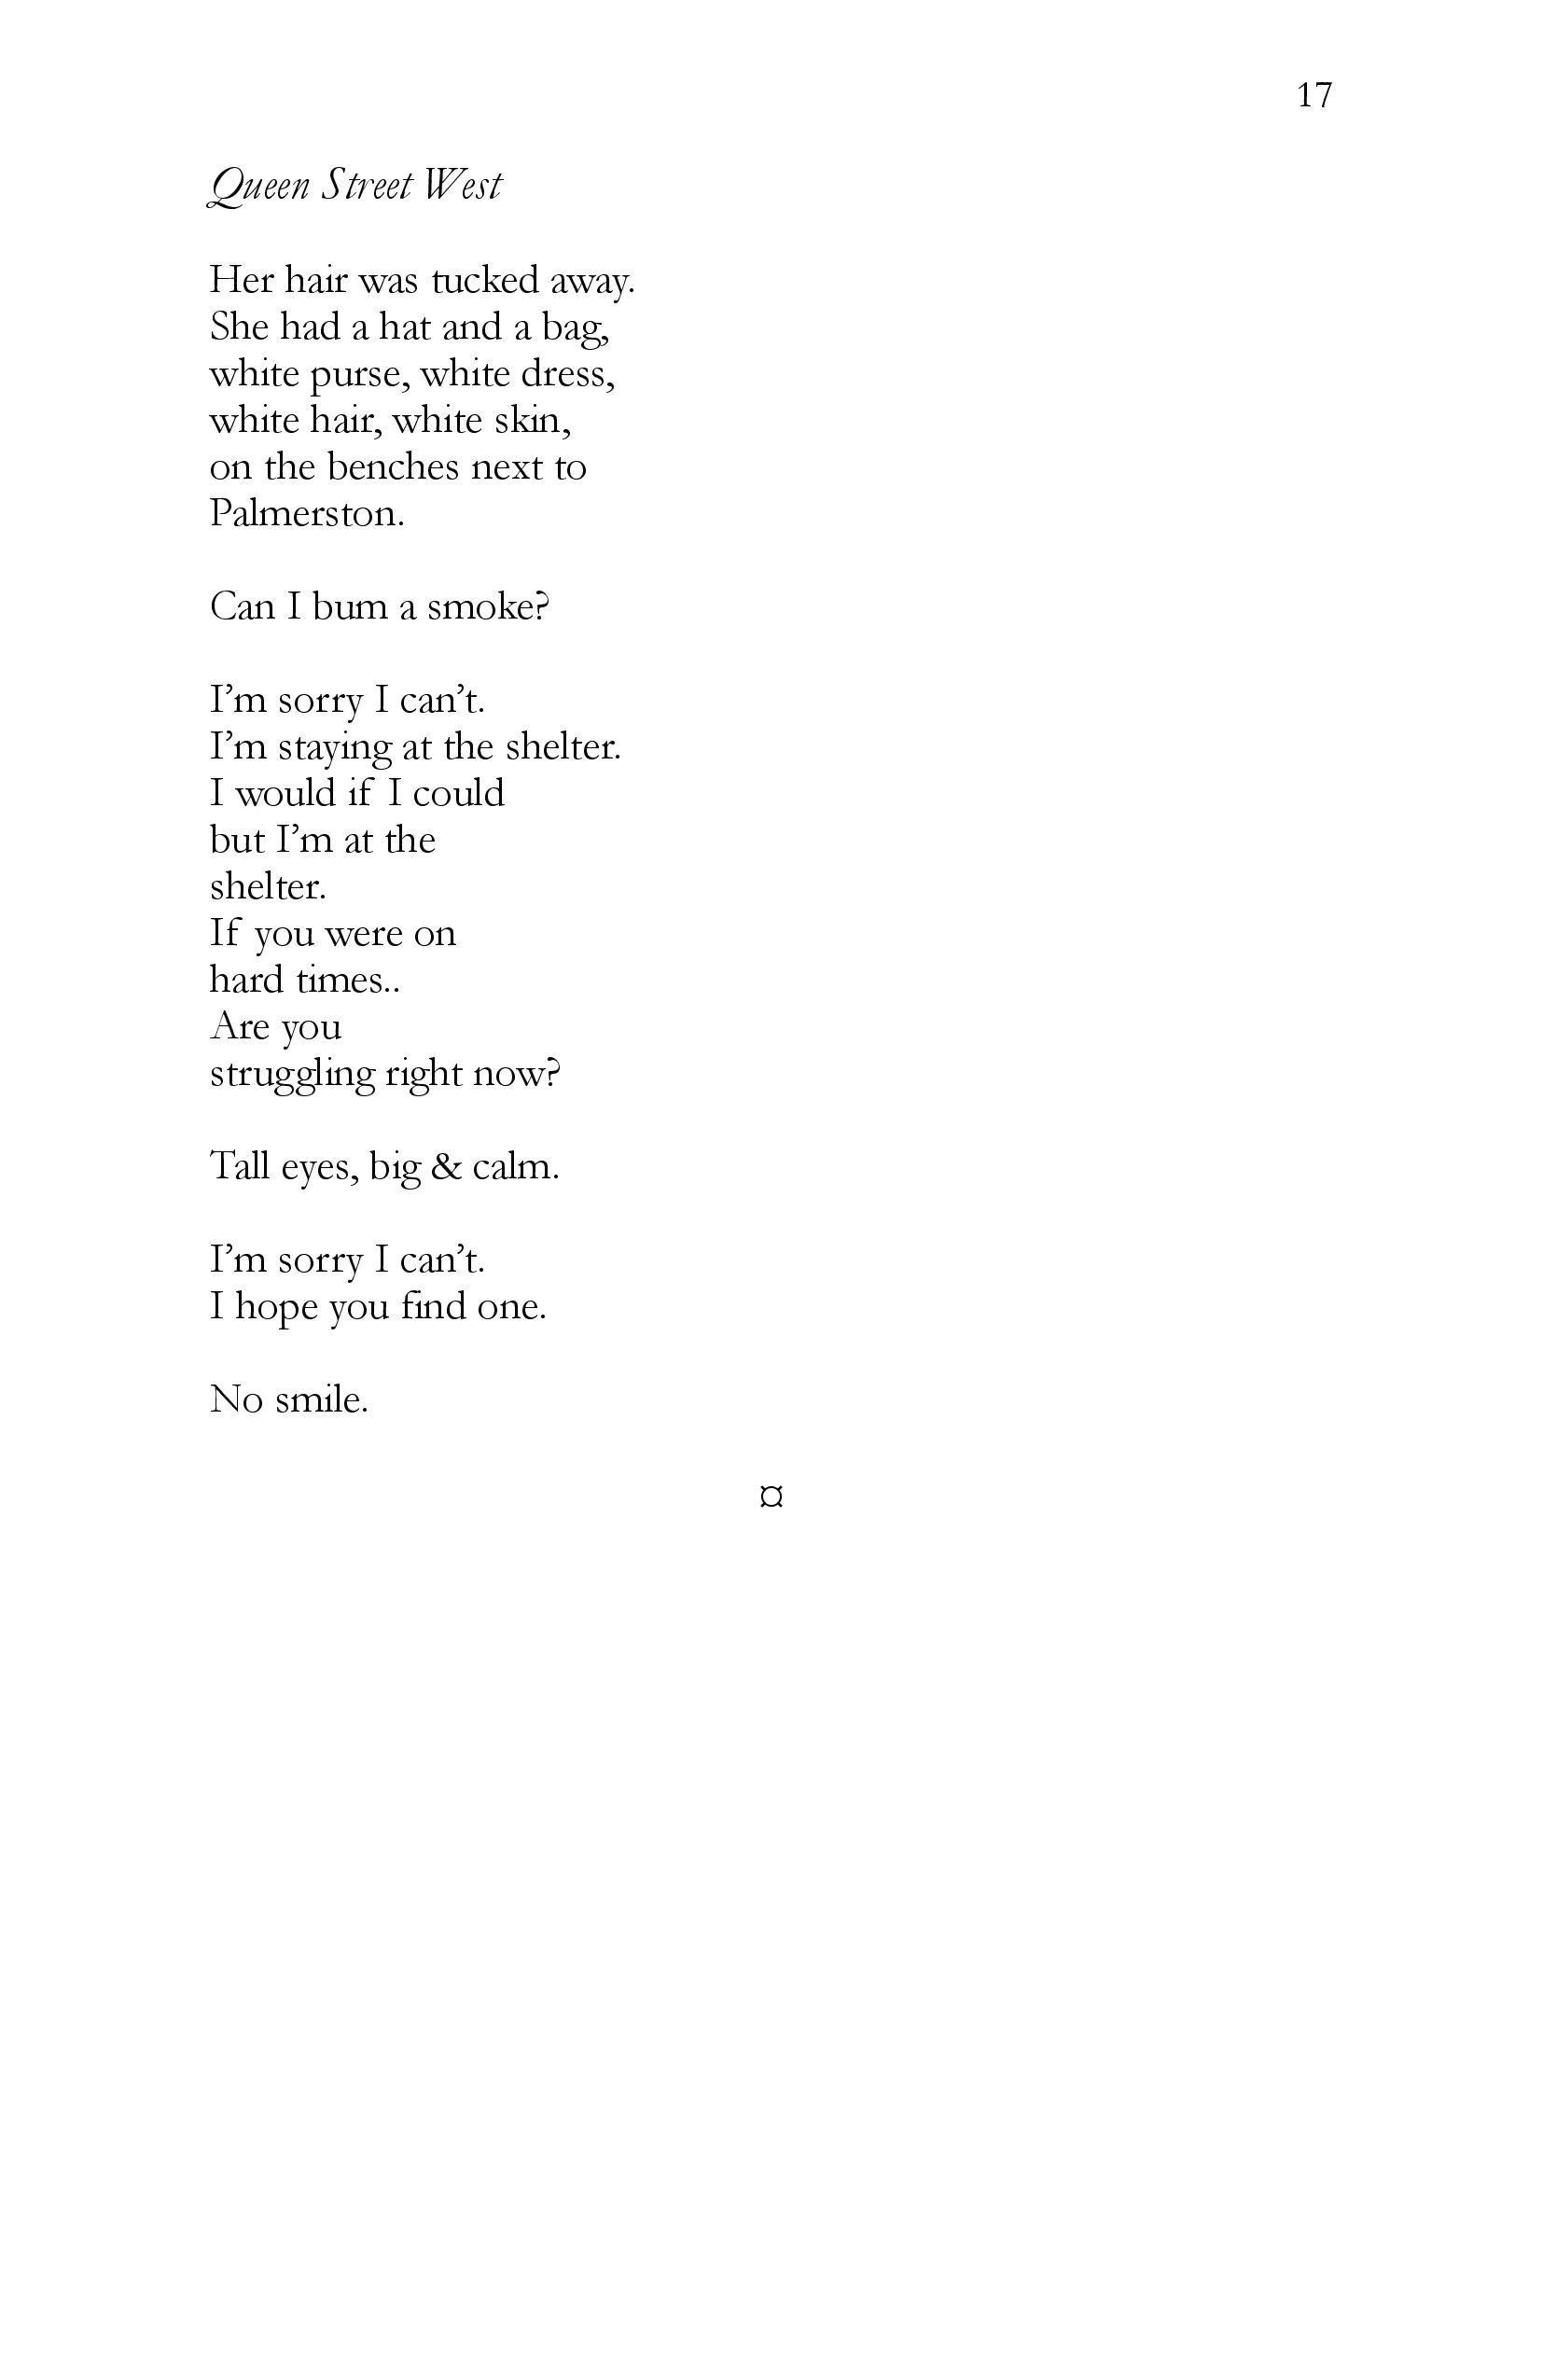 17
Queen Street West
Her hair was tucked away.
She had a hat and a bag,
white purse, white dress,
white hair, white skin,
on the benches next to
Palmerston.
Can I bum a smoke?
I’m sorry I can’t.
I’m staying at the shelter.
I would if I could
but I’m at the
shelter.
If you were on
hard times..
Are you
struggling right now?
Tall eyes, big & calm.
I’m sorry I can’t.
I hope you find one.
No smile.
¤